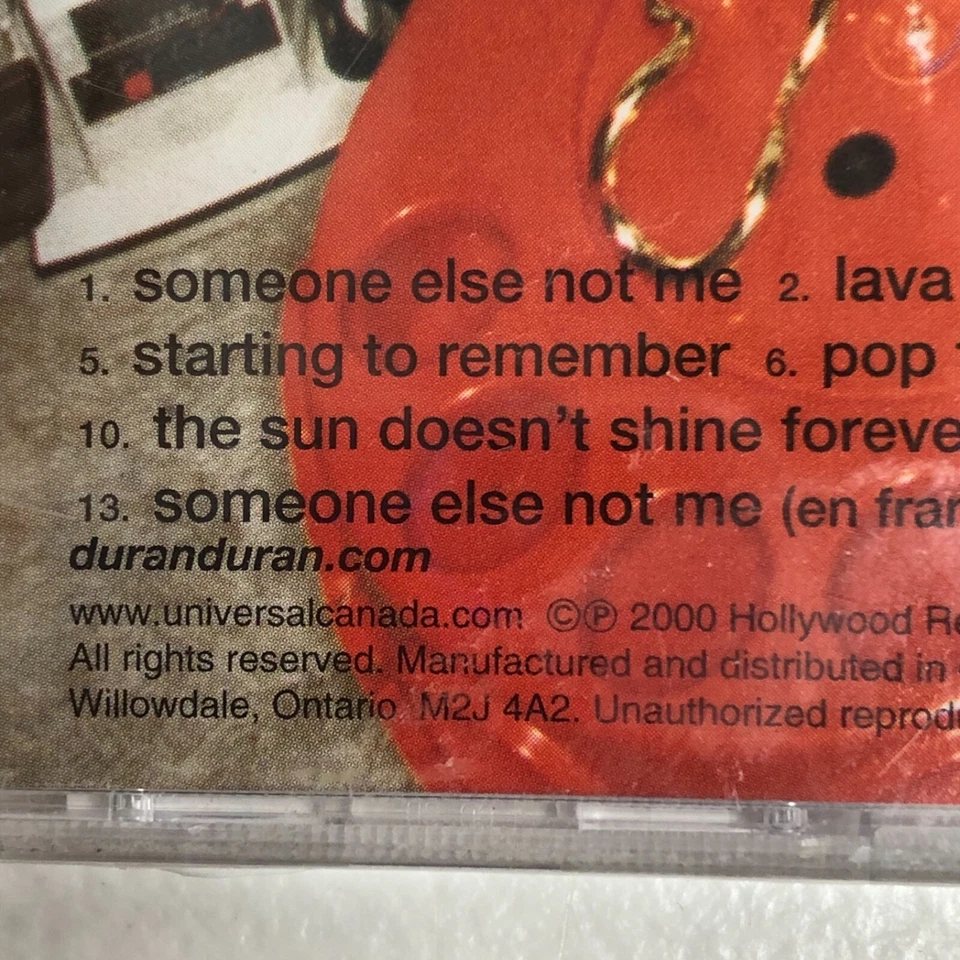 1. someone else not me 2. lava
5. starting to remember 6. pop
10. the sun doesn't shine foreve
13. someone else not me (en fran
duranduran.com
www.universalcanada.com ©℗ 2000 Hollywood Re
All rights reserved. Manufactured and distributed in
Willowdale, Ontario M2J 4A2. Unauthorized reprod